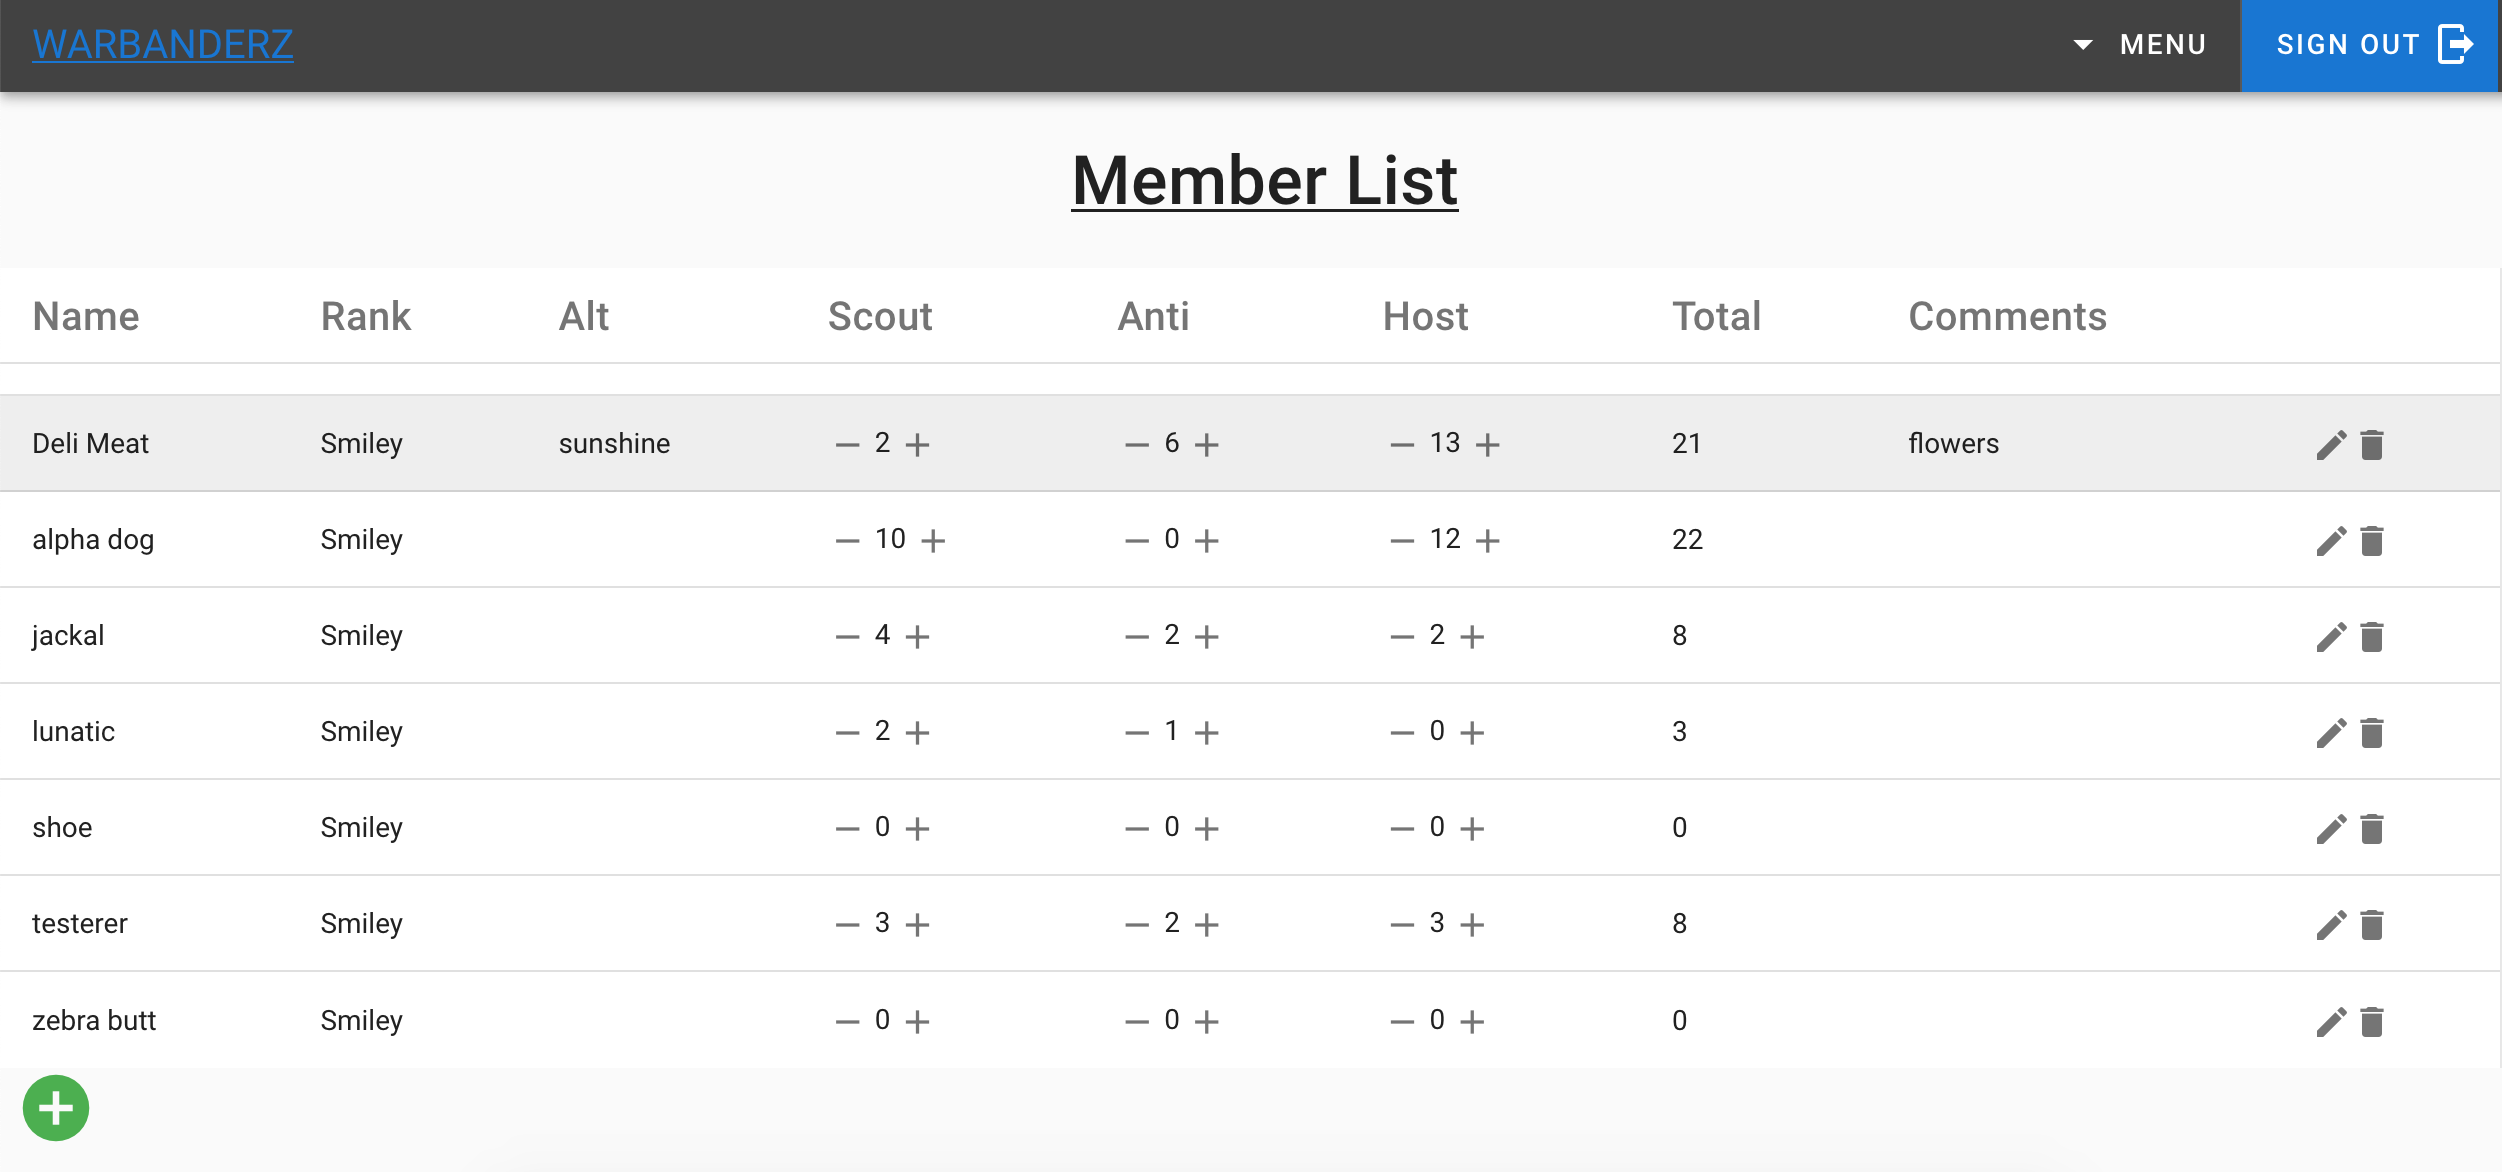 WARBANDERZ MENU SIGN OUT
Member List
Name Rank Alt Scout Anti Host Total Comments
Deli Meat Smiley sunshine — 2 + — 6 + — 13 + 21 flowers
alpha dog Smiley — 10 + — 0 + — 12 + 22
jackal Smiley — 4 + — 2 + — 2 + 8
lunatic Smiley — 2 + — 1 + — 0 + 3
shoe Smiley — 0 + — 0 + — 0 + 0
testerer Smiley — 3 + — 2 + — 3 + 8
zebra butt Smiley — 0 + — 0 + — 0 + 0